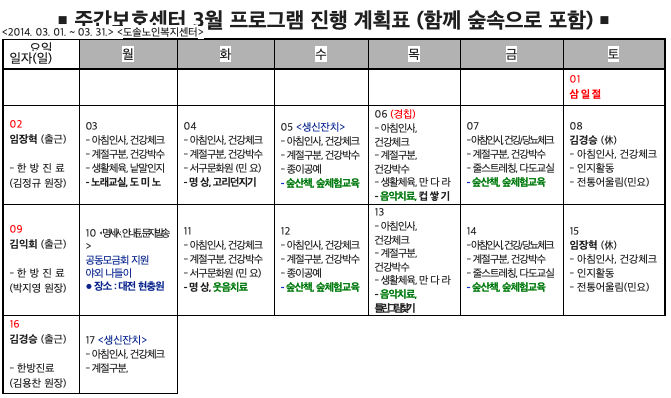 ■ 주간보호센터 3월 프로그램 진행 계획표 (함께 숲속으로 포함) ■
<2014. 03. 01. ~ 03. 31.> <도솔노인복지센터>
요일
일자(일) 월 화 수 목 금 토
01
삼일절
02
임장혁 (출근)
- 한 방 진 료
(김정규 원장)
03
- 아침인사, 건강체크
- 계절구분, 건강박수
- 생활체육, 낱말인지
- 노래교실, 도 미 노
04
- 아침인사, 건강체크
- 계절구분, 건강박수
- 서구문화원 (민 요)
- 명 상, 고리던지기
05 <생신잔치>
- 아침인사, 건강체크
- 계절구분, 건강박수
- 종이공예
- 숲산책, 숲체험교육
06 (경칩)
- 아침인사,
건강체크
- 계절구분,
건강박수
- 생활체육, 만 다 라
- 음악치료, 컵 쌓 기
07
- 아침인사, 건강/당뇨체크
- 계절구분, 건강박수
- 줄스트레칭, 다도교실
- 숲산책, 숲체험교육
08
김경승 (休)
- 아침인사, 건강체크
- 인지활동
- 전통어울림(민요)
09
김익회 (출근)
- 한 방 진 료
(박지영 원장)
10 *명/새.안.내.트.문자발송
>
공동모금회 지원
야외 나들이
● 장소 : 대전 현충원
11
- 아침인사, 건강체크
- 계절구분, 건강박수
- 서구문화원 (민 요)
- 명 상, 웃음치료
12
- 아침인사, 건강체크
- 계절구분, 건강박수
- 종이공예
- 숲산책, 숲체험교육
13
- 아침인사,
건강체크
- 계절구분,
건강박수
- 생활체육, 만 다 라
- 음악치료,
틀린그림찾기
14
- 아침인사, 건강/당뇨체크
- 계절구분, 건강박수
- 줄스트레칭, 다도교실
- 숲산책, 숲체험교육
15
임장혁 (休)
- 아침인사, 건강체크
- 인지활동
- 전통어울림(민요)
16
김경승 (출근)
- 한방진료
(김용찬 원장)
17 <생신잔치>
- 아침인사, 건강체크
- 계절구분,